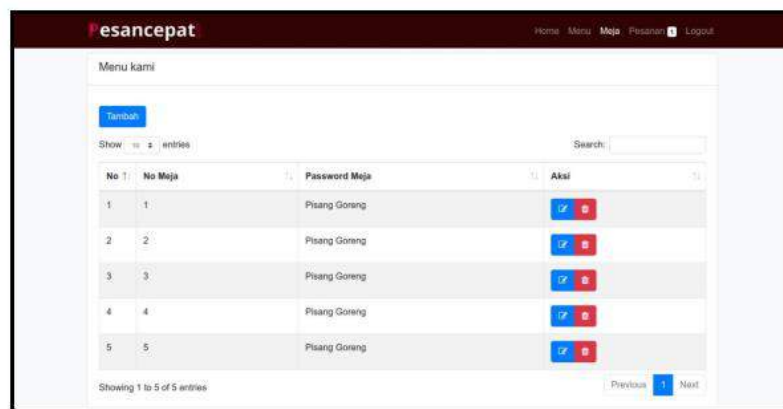 Pesancepat!
Home Menu Meja Pesanan 1 Logout
Menu kami
Tambah
Show 10 entries Search:
No No Meja Password Meja Aksi
1 1 Pisang Goreng
2 2 Pisang Goreng
3 3 Pisang Goreng
4 4 Pisang Goreng
5 5 Pisang Goreng
Showing 1 to 5 of 5 entries
Previous 1 Next